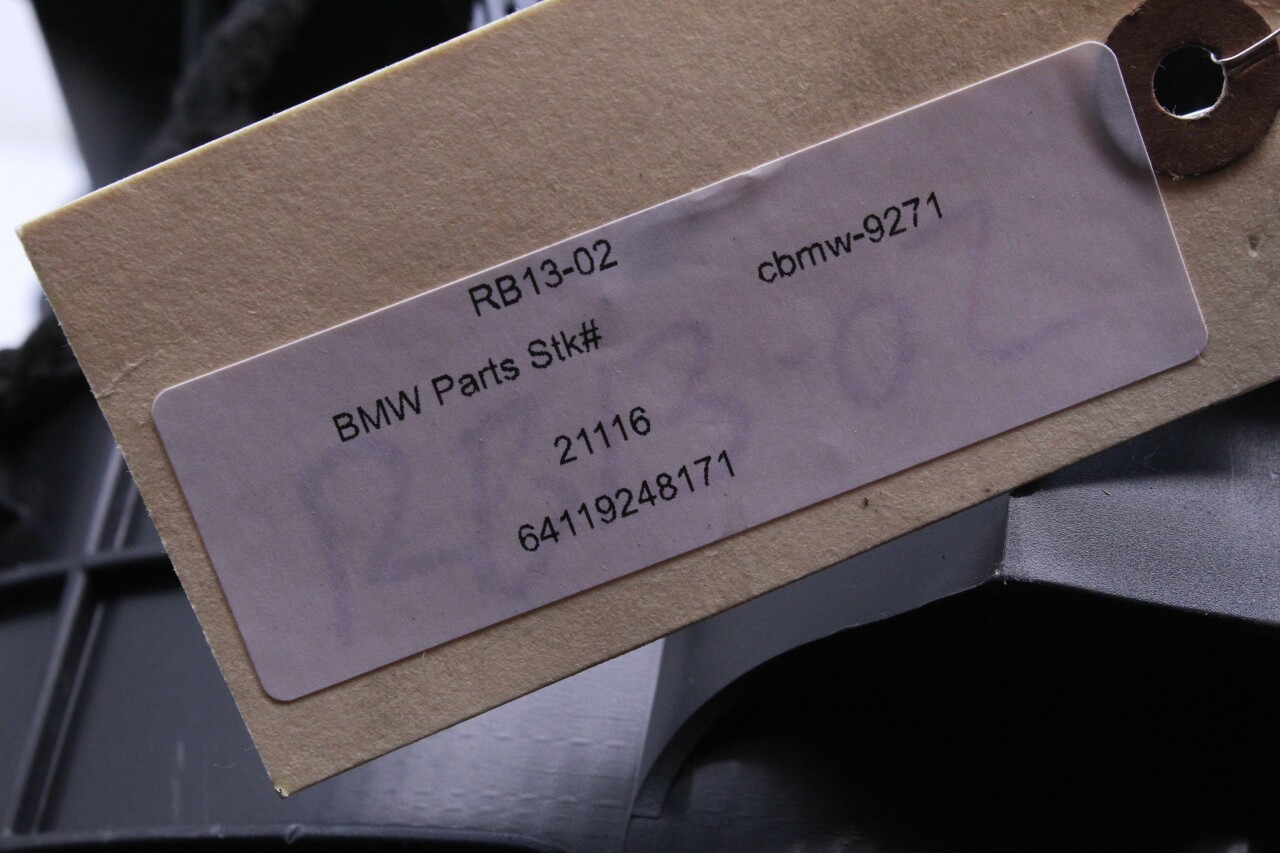 RB13-02 cbmw-9271
BMW Parts Stk#
21116
64119248171
RB13-02